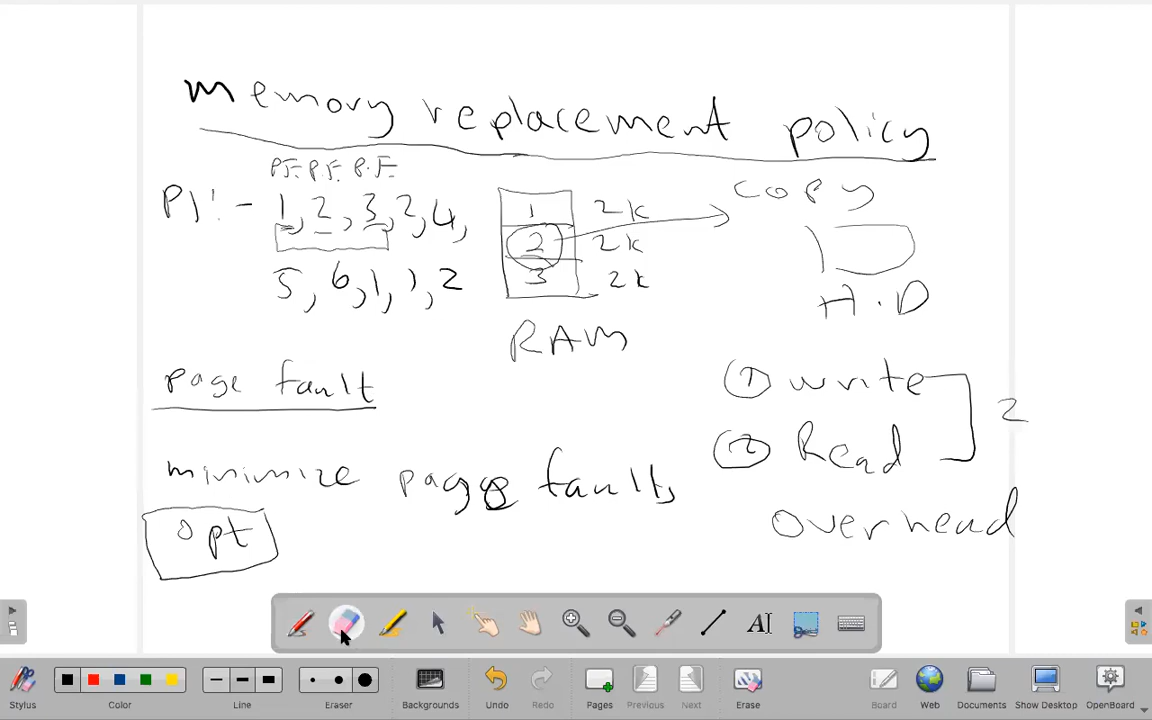 memory replacement policy
P.F. P.F. P.F.
P1:- 1, 2, 3, 2, 4,
5, 6, 1, 1, 2
1 2k
2 2k
3 2k
RAM
copy
H.D
page fault
① write
② Read
2
minimize page faults
overhead
opt
Stylus
Color
Line
Eraser
Backgrounds
Undo
Redo
Pages
Previous
Next
Erase
Board
Web
Documents
Show Desktop
OpenBoard